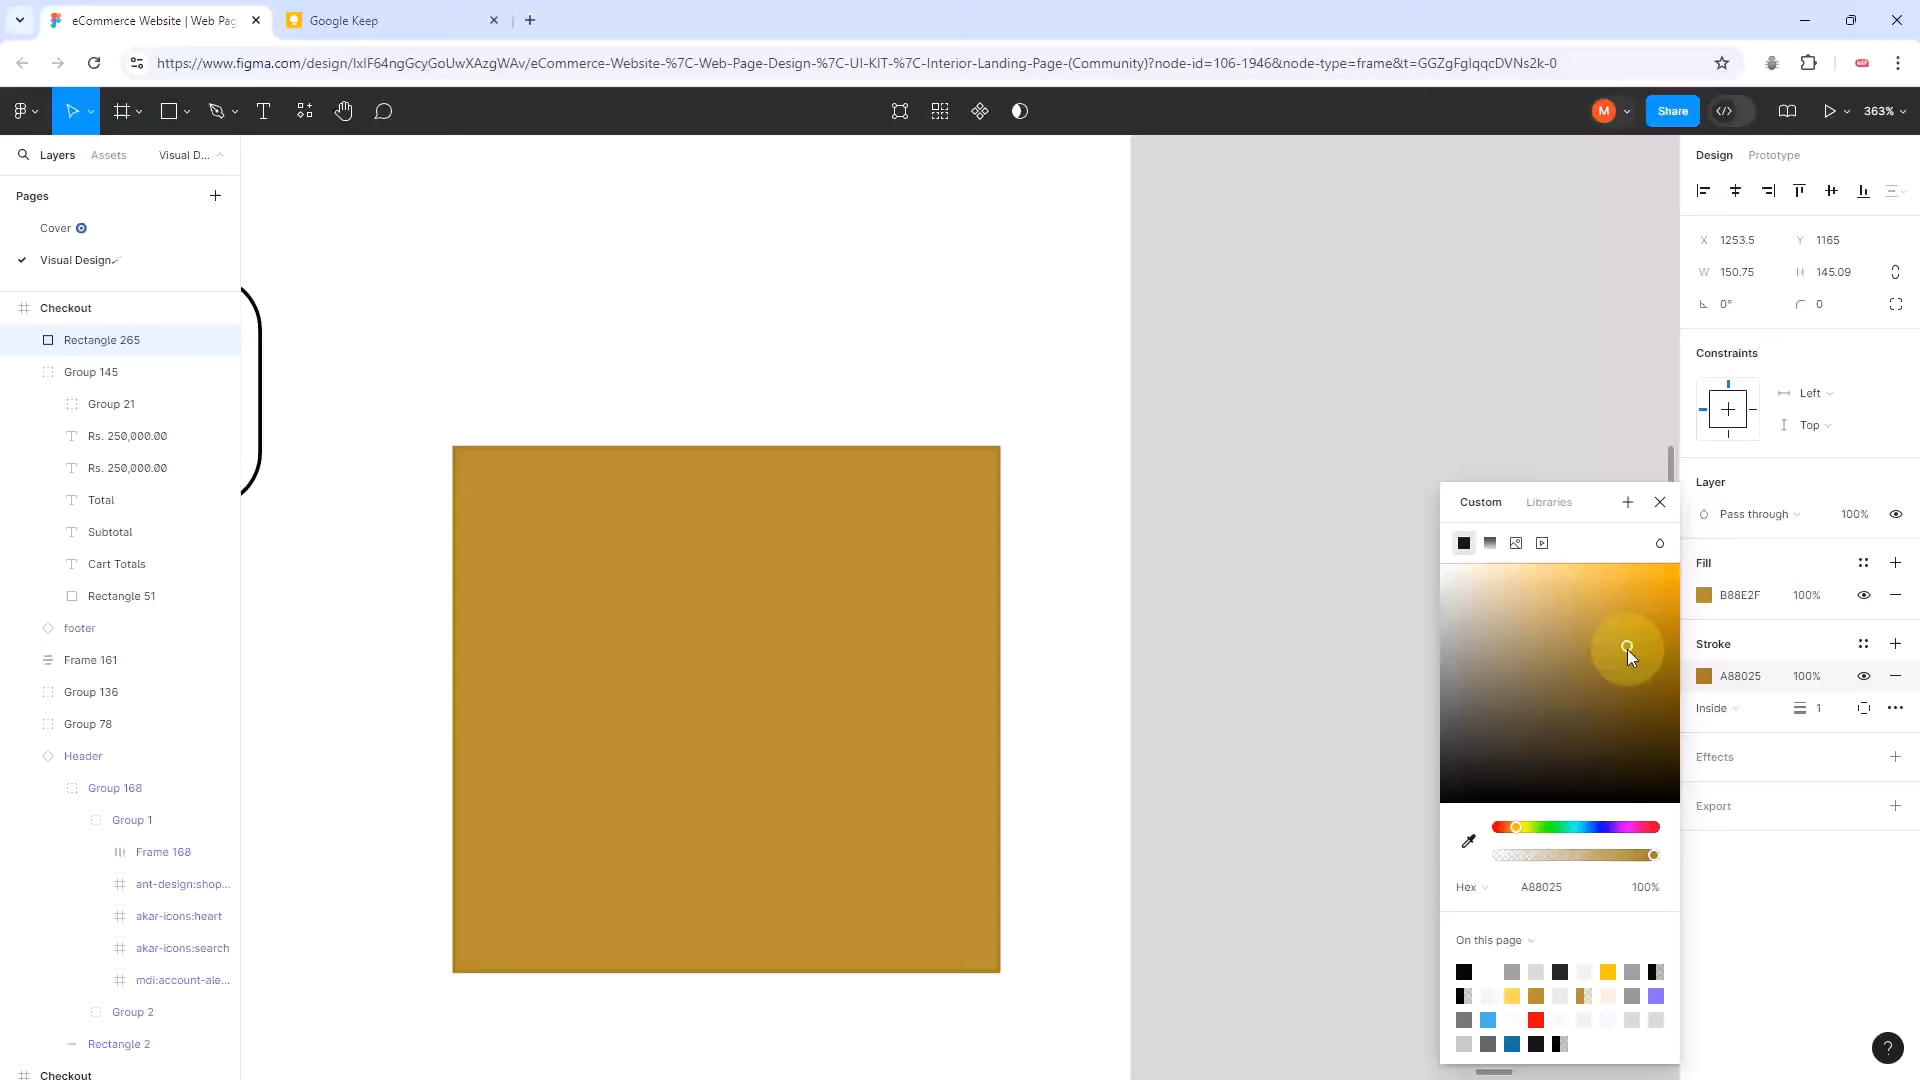 eCommerce Website | Web Pag
Google Keep
https://www.figma.com/design/IxIF64ngGcyGoUwXAzgWAv/eCommerce-Website-%7C-Web-Page-Design-%7C-UI-KIT-%7C-Interior-Landing-Page-(Community)?node-id=106-1946&node-type=frame&t=GGZgFgIqqcDVNs2k-0
M
Share
363%
Layers
Assets
Visual D...
Design
Prototype
Pages
Cover
Visual Design
Checkout
Rectangle 265
Group 145
Group 21
Rs. 250,000.00
Rs. 250,000.00
Total
Subtotal
Cart Totals
Rectangle 51
footer
Frame 161
Group 136
Group 78
Header
Group 168
Group 1
Frame 168
ant-design:shop...
akar-icons:heart
akar-icons:search
mdi:account-ale...
Group 2
Rectangle 2
Checkout
X 1253.5 Y 1165
W 150.75 H 145.09
0° 0
Constraints
Left
Top
Layer
Pass through 100%
Fill
B88E2F 100%
Stroke
A88025 100%
Inside 1
Effects
Export
Custom
Libraries
Hex A88025 100%
On this page
?